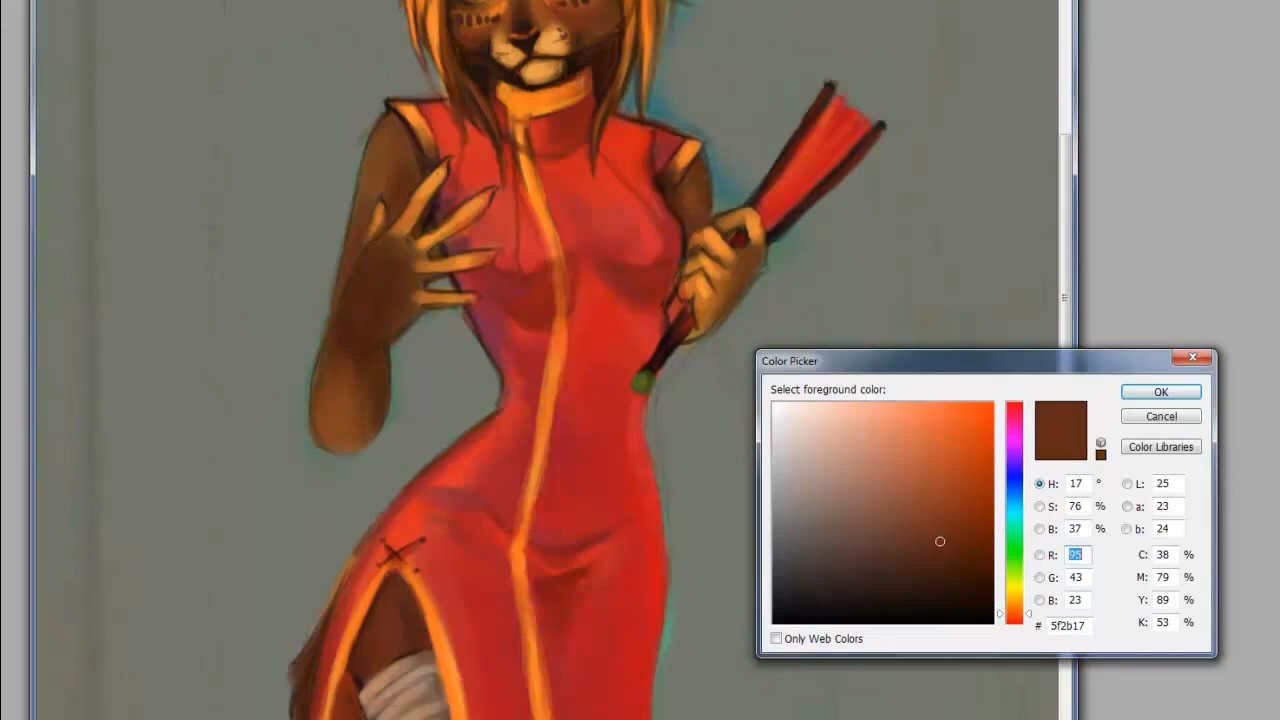 Color Picker
Select foreground color:
OK
Cancel
Color Libraries
H: 17 °
L: 25
S: 76 %
a: 23
B: 37 %
b: 24
R: 95
C: 38 %
G: 43
M: 79 %
B: 23
Y: 89 %
# 5f2b17
K: 53 %
Only Web Colors